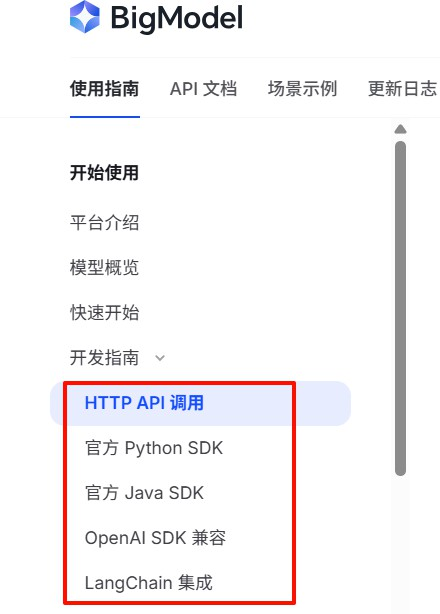 BigModel
使用指南 API 文档 场景示例 更新日志
开始使用
平台介绍
模型概览
快速开始
开发指南
HTTP API 调用
官方 Python SDK
官方 Java SDK
OpenAI SDK 兼容
LangChain 集成